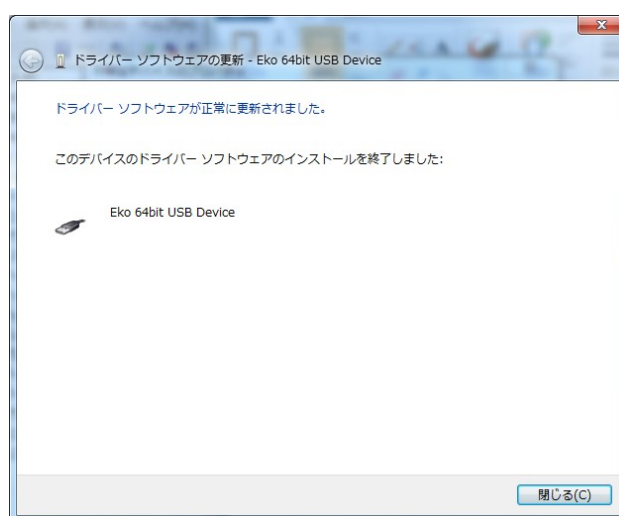 ドライバー ソフトウェアの更新 - Eko 64bit USB Device
ドライバー ソフトウェアが正常に更新されました。
このデバイスのドライバー ソフトウェアのインストールを終了しました:
Eko 64bit USB Device
閉じる(C)